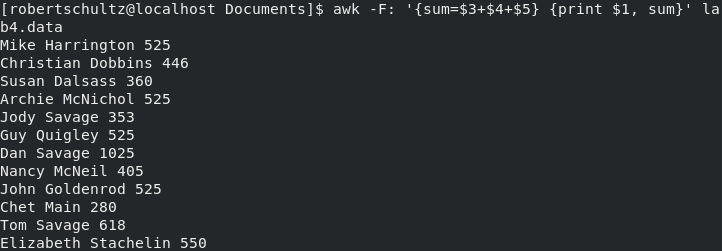 [robertschultz@localhost Documents]$ awk -F: '{sum=$3+$4+$5} {print $1, sum}' la
b4.data
Mike Harrington 525
Christian Dobbins 446
Susan Dalsass 360
Archie McNichol 525
Jody Savage 353
Guy Quigley 525
Dan Savage 1025
Nancy McNeil 405
John Goldenrod 525
Chet Main 280
Tom Savage 618
Elizabeth Stachelin 550